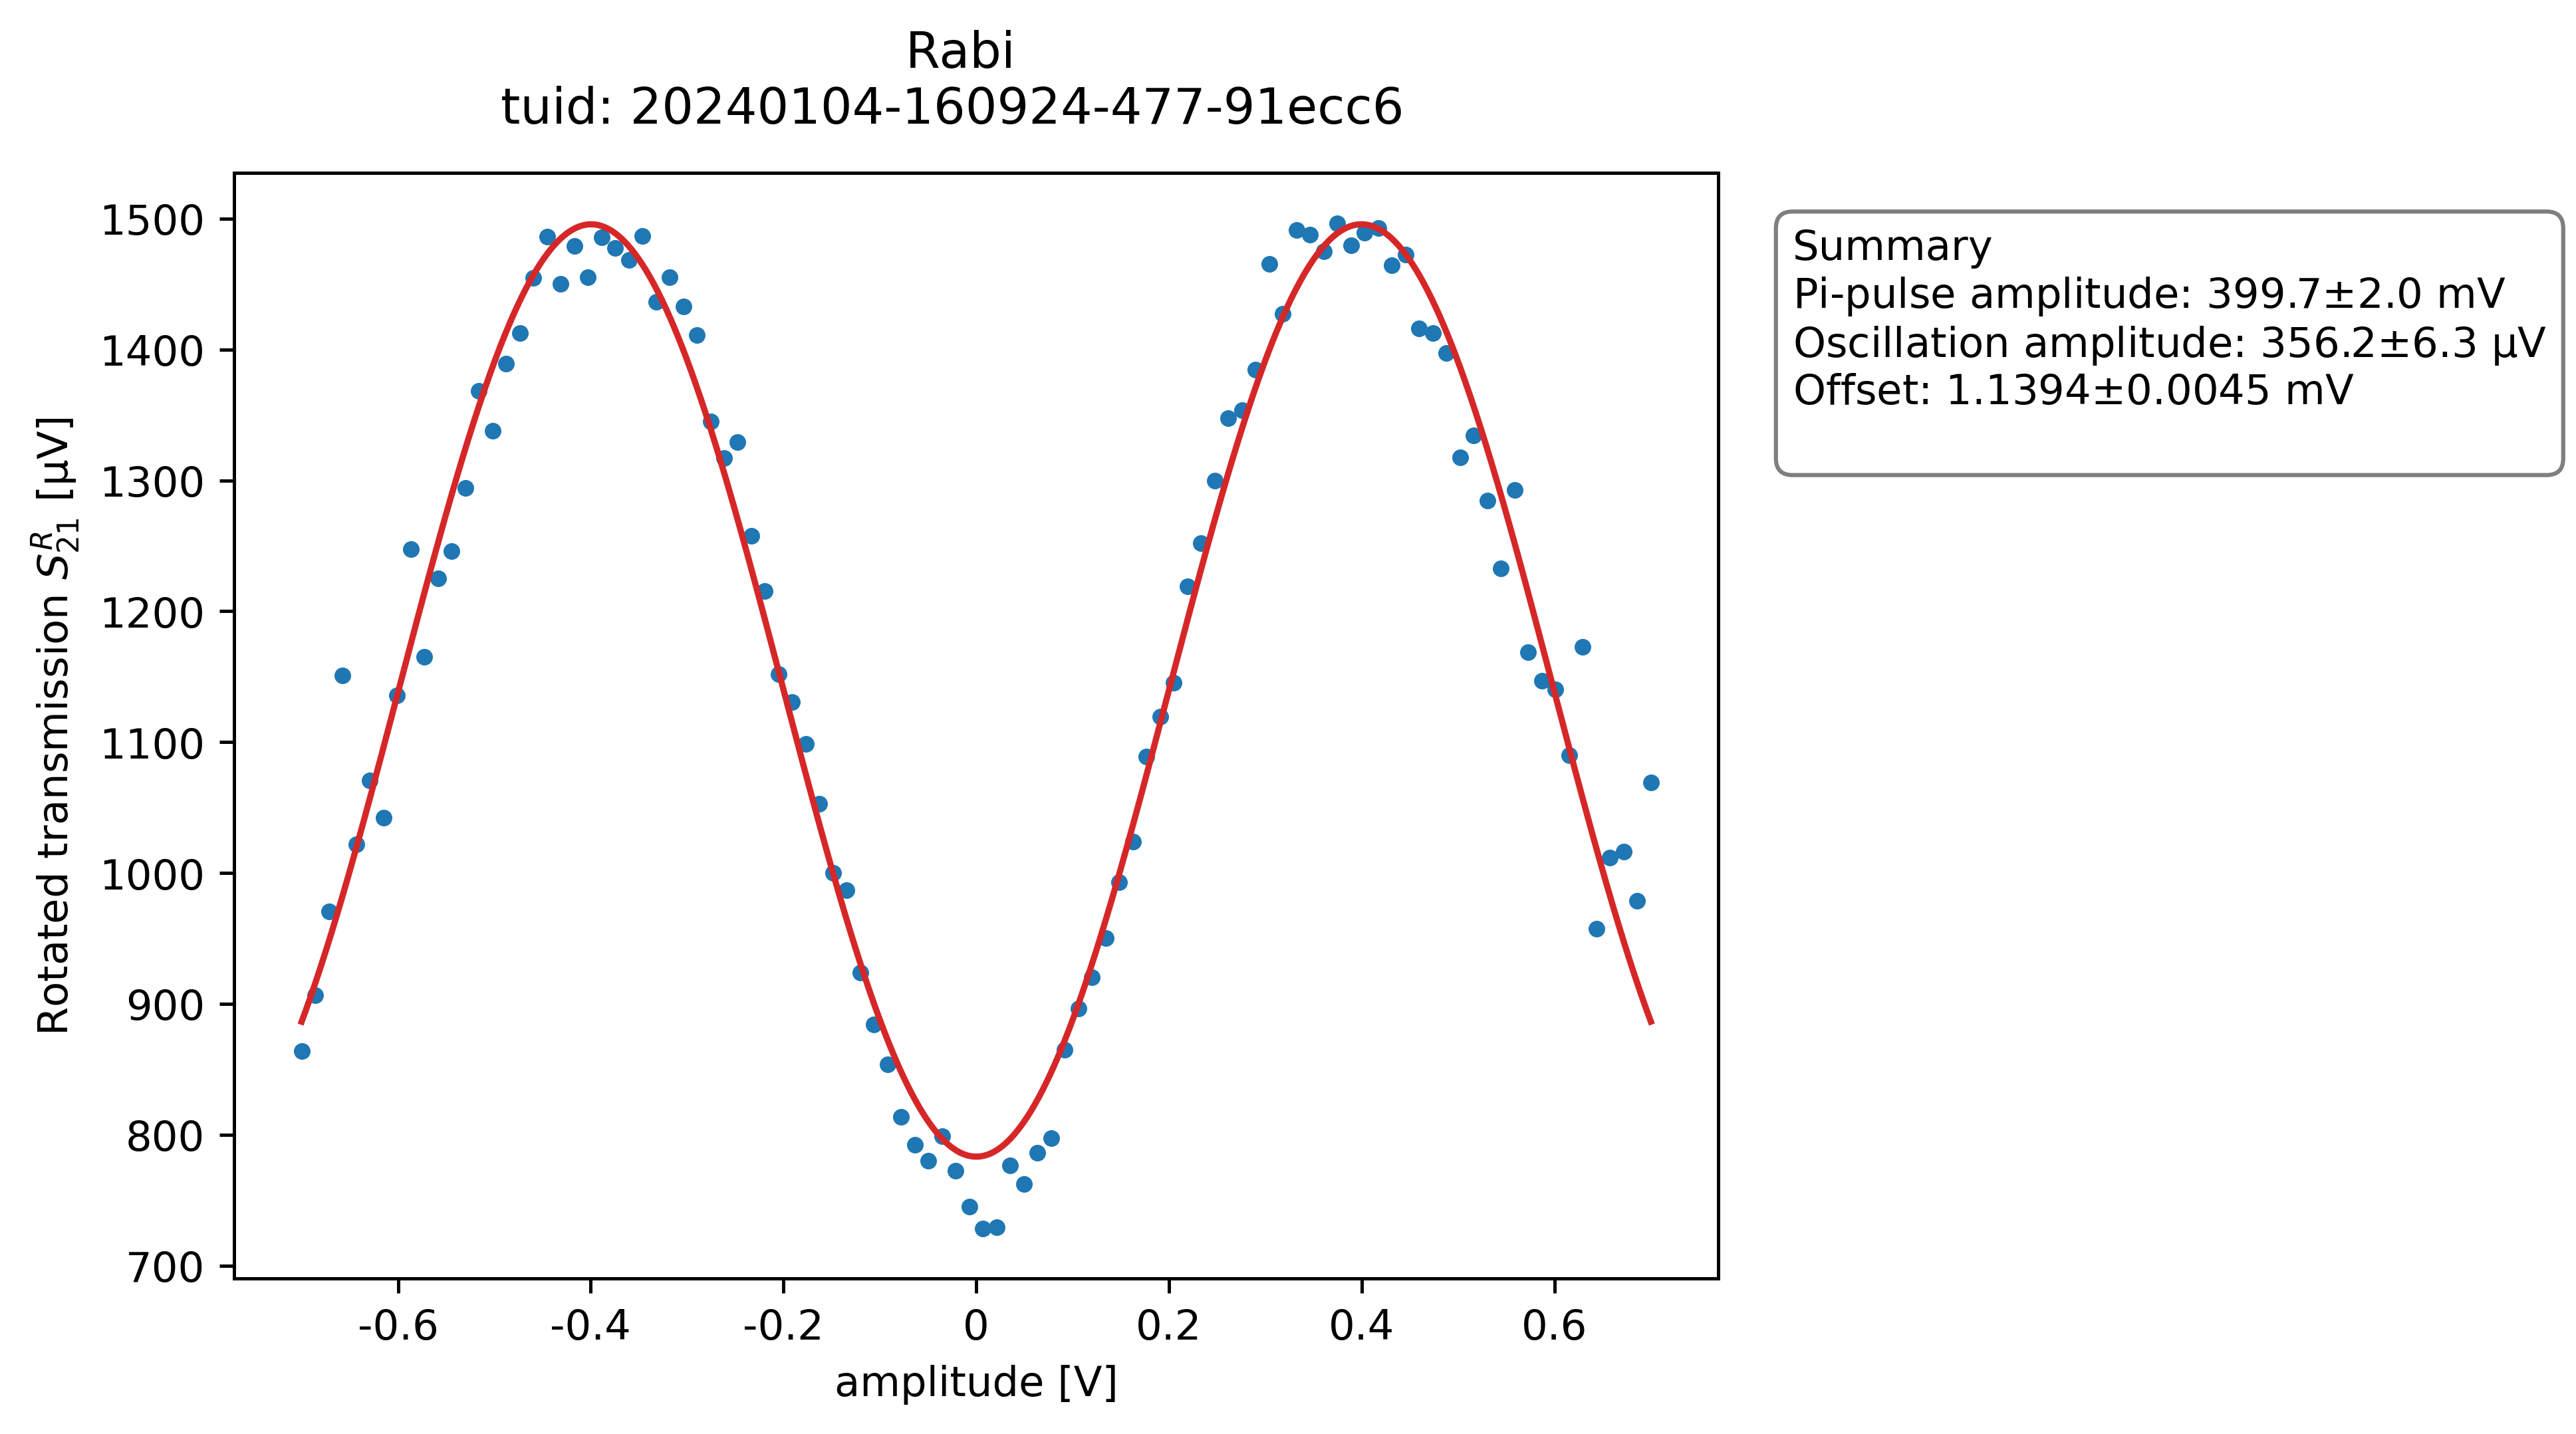 Rabi
tuid: 20240104-160924-477-91ecc6
Summary
Pi-pulse amplitude: 399.7±2.0 mV
Oscillation amplitude: 356.2±6.3 µV
Offset: 1.1394±0.0045 mV
Rotated transmission $S_{21}^{R}$ [µV]
1500
1400
1300
1200
1100
1000
900
800
700
-0.6 -0.4 -0.2 0 0.2 0.4 0.6
amplitude [V]